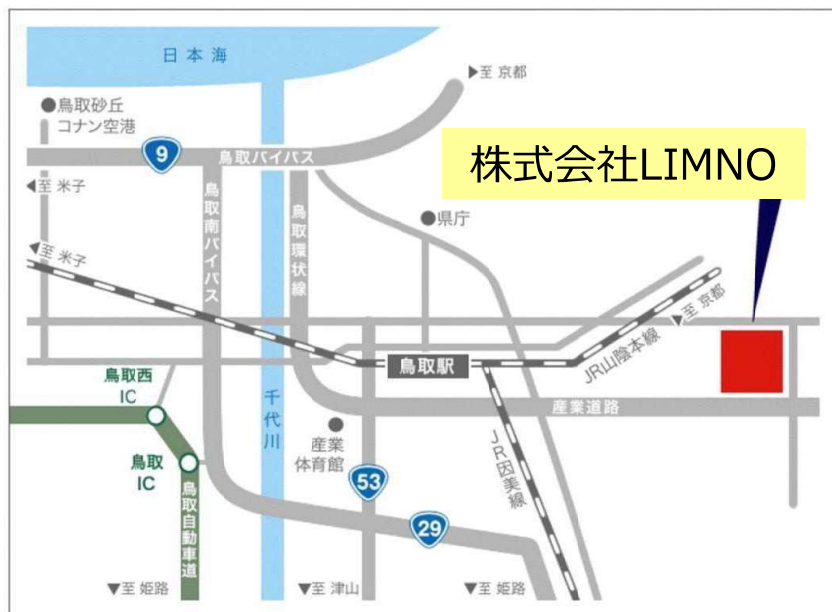 日本海
▶至 京都
●鳥取砂丘
コナン空港
9
鳥取バイパス
株式会社LIMNO
◀至 米子
鳥取南バイパス
鳥取環状線
●県庁
◀至 米子
▶至 京都
JR山陰本線
鳥取駅
鳥取西
IC
千代川
産業道路
産業
体育館
鳥取
IC
JR因美線
53
鳥取自動車道
29
▼至 姫路
▼至 津山
▼至 姫路